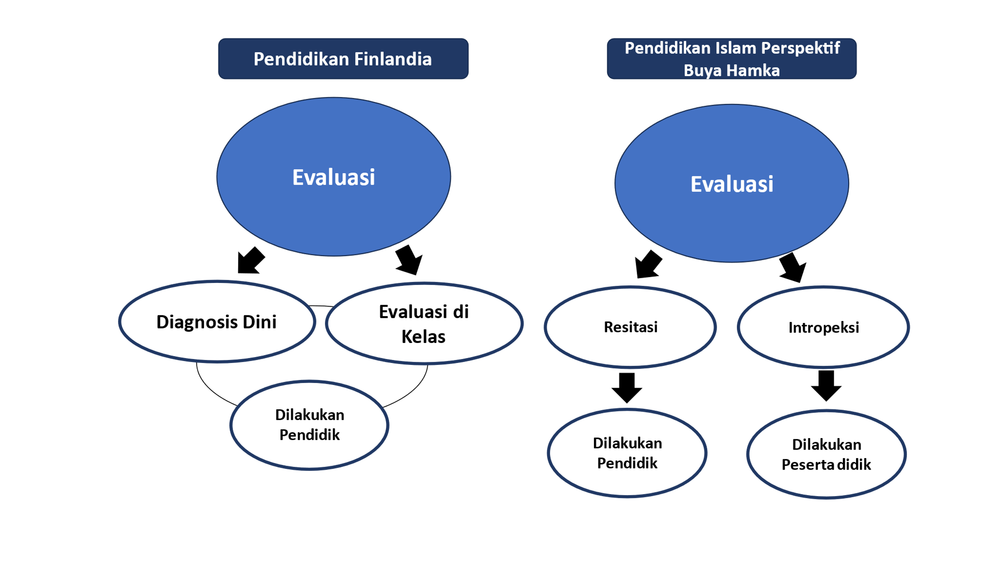 Pendidikan Finlandia
Evaluasi
Diagnosis Dini
Evaluasi di
Kelas
Dilakukan
Pendidik
Pendidikan Islam Perspektif
Buya Hamka
Evaluasi
Resitasi
Intropeksi
Dilakukan
Pendidik
Dilakukan
Peserta didik